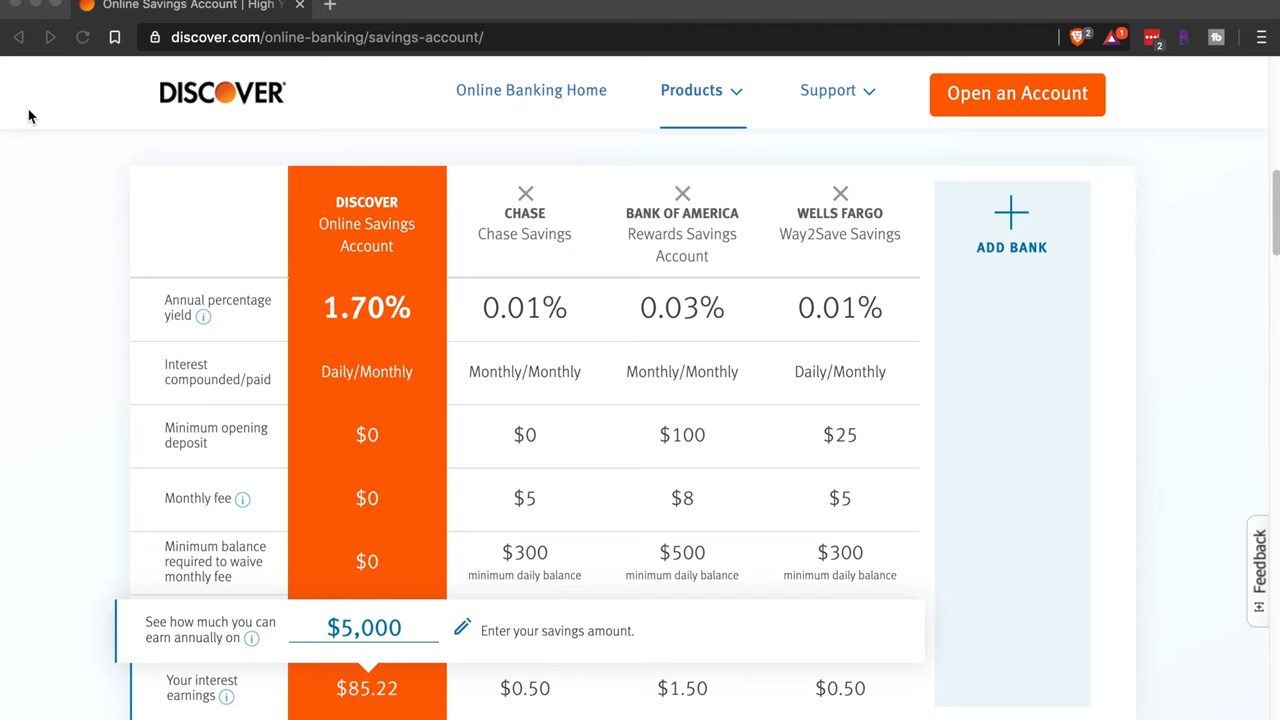 Online Savings Account | High Y
discover.com/online-banking/savings-account/
2
1
2
R
tb
DISCOVER
Online Banking Home
Products
Support
Open an Account
DISCOVER
Online Savings
Account
CHASE
Chase Savings
BANK OF AMERICA
Rewards Savings
Account
WELLS FARGO
Way2Save Savings
ADD BANK
Annual percentage
yield
1.70%
0.01%
0.03%
0.01%
Interest
compounded/paid
Daily/Monthly
Monthly/Monthly
Monthly/Monthly
Daily/Monthly
Minimum opening
deposit
$0
$0
$100
$25
Monthly fee
$0
$5
$8
$5
Minimum balance
required to waive
monthly fee
$0
$300
minimum daily balance
$500
minimum daily balance
$300
minimum daily balance
See how much you can
earn annually on
$5,000
Enter your savings amount.
Your interest
earnings
$85.22
$0.50
$1.50
$0.50
[+] Feedback